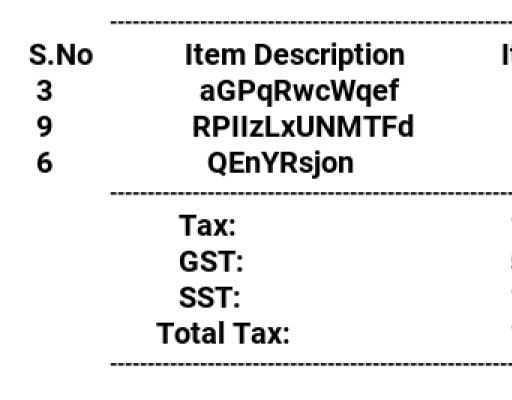 S.No Item Description
3 aGPqRwcWqef
9 RPIIzLxUNMTFd
6 QEnYRsjon
Tax:
GST:
SST:
Total Tax: